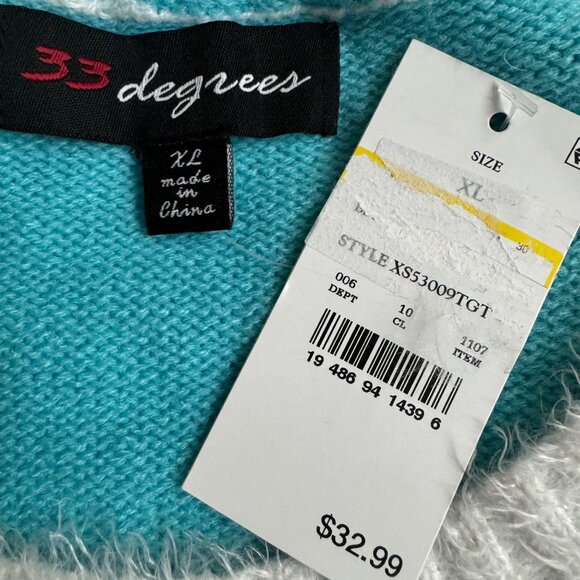 33 degrees
XL
made
in
China
SIZE
XL
30
STYLE XS53009TGT
006
DEPT
10
CL
1107
ITEM
19 486 94 1439 6
$32.99